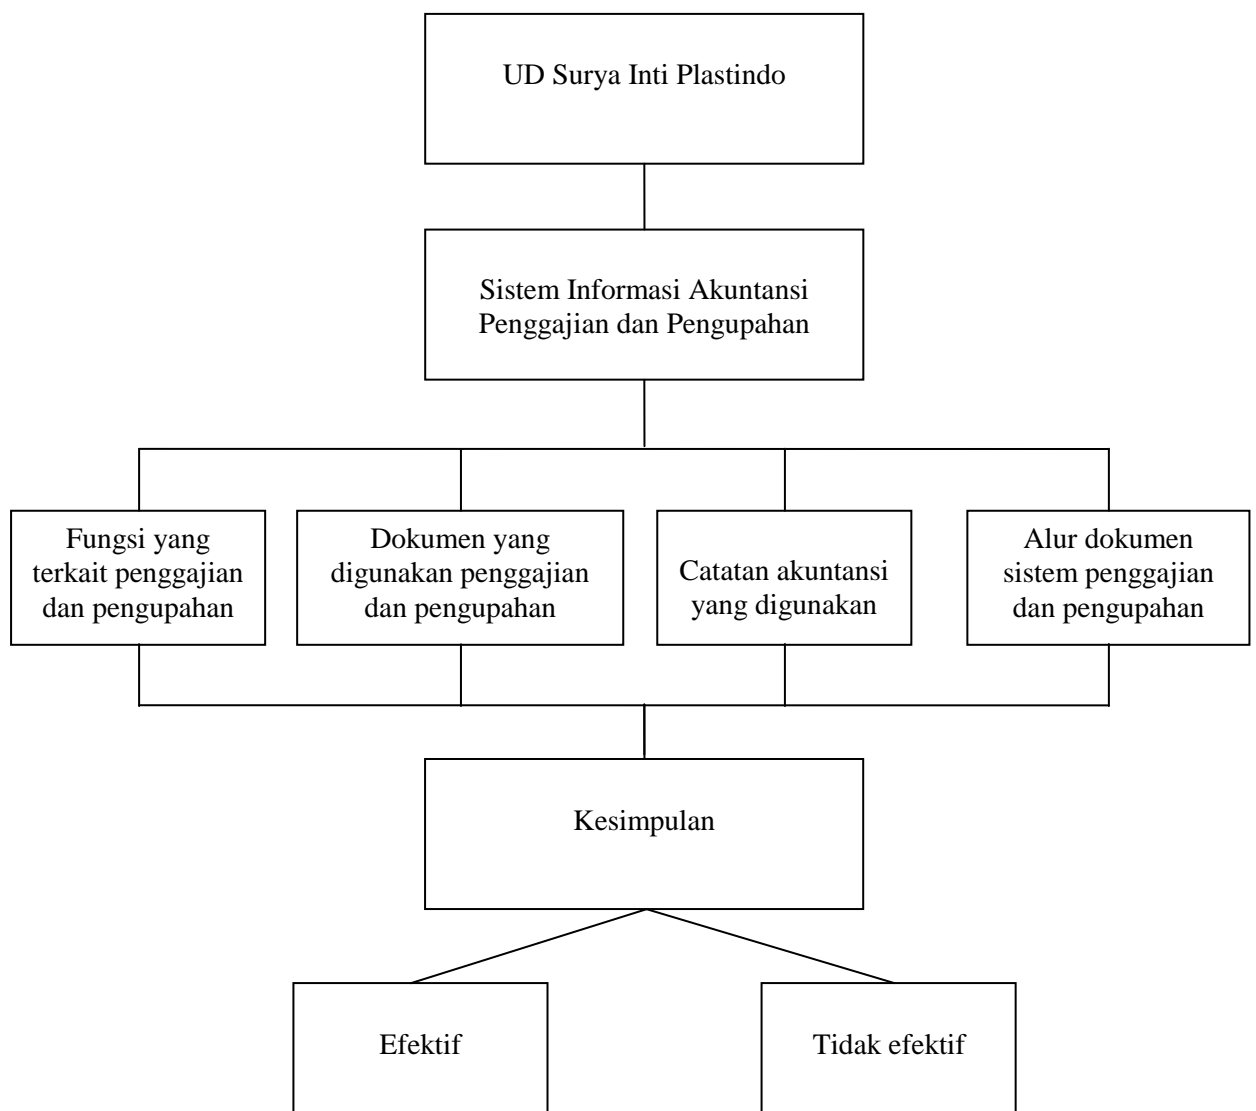 UD Surya Inti Plastindo
Sistem Informasi Akuntansi
Penggajian dan Pengupahan
Fungsi yang
terkait penggajian
dan pengupahan
Dokumen yang
digunakan penggajian
dan pengupahan
Catatan akuntansi
yang digunakan
Alur dokumen
sistem penggajian
dan pengupahan
Kesimpulan
Efektif
Tidak efektif